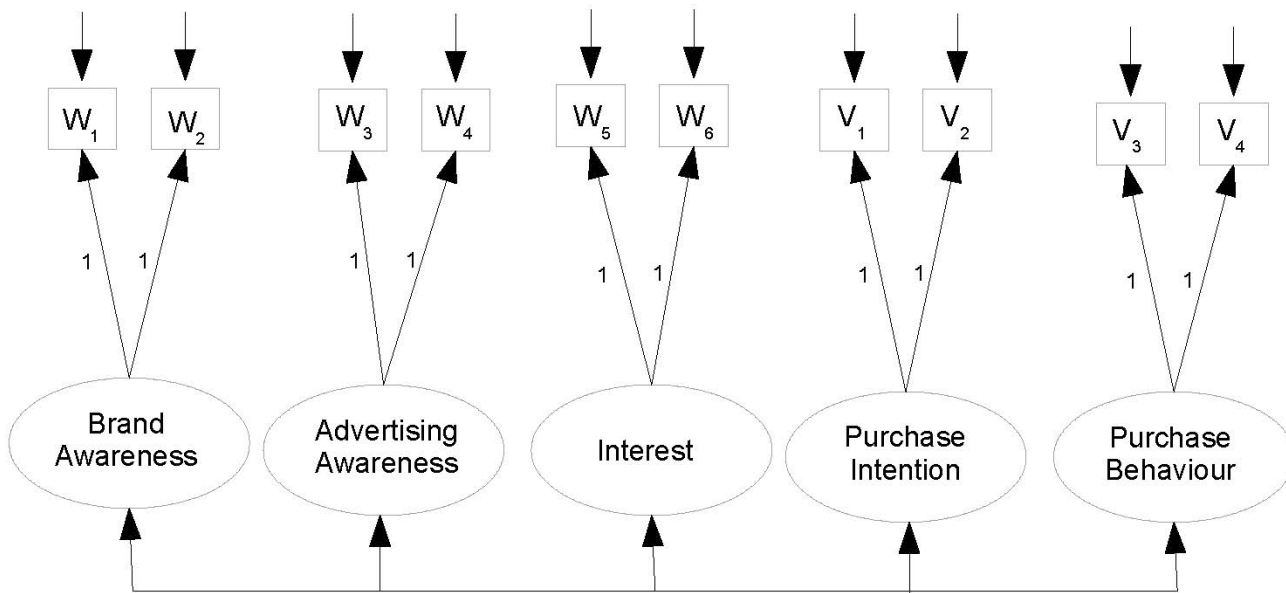 W1 W2 W3 W4 W5 W6 V1 V2 V3 V4
1 1 1 1 1 1 1 1 1 1
Brand
Awareness
Advertising
Awareness
Interest
Purchase
Intention
Purchase
Behaviour